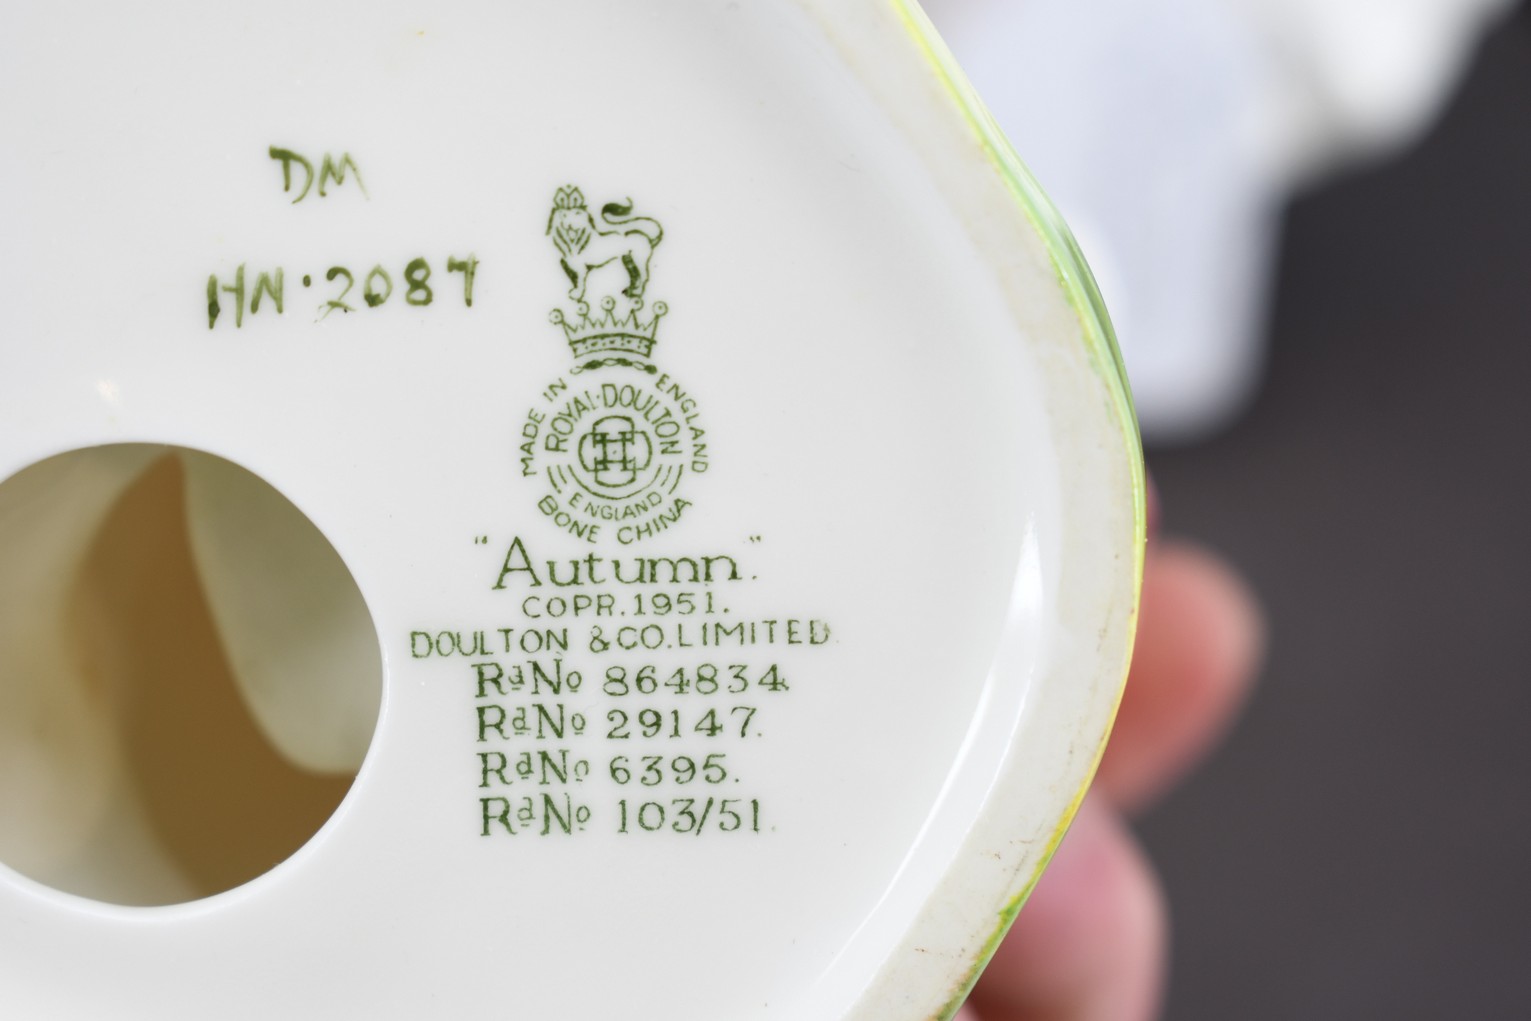 DM
HN·2087
MADE IN ENGLAND
ROYAL·DOULTON
ENGLAND
BONE CHINA
"Autumn."
COPR.1951.
DOULTON & CO. LIMITED.
RdNo 864834.
RdNo 29147.
RdNo 6395.
RdNo 103/51.